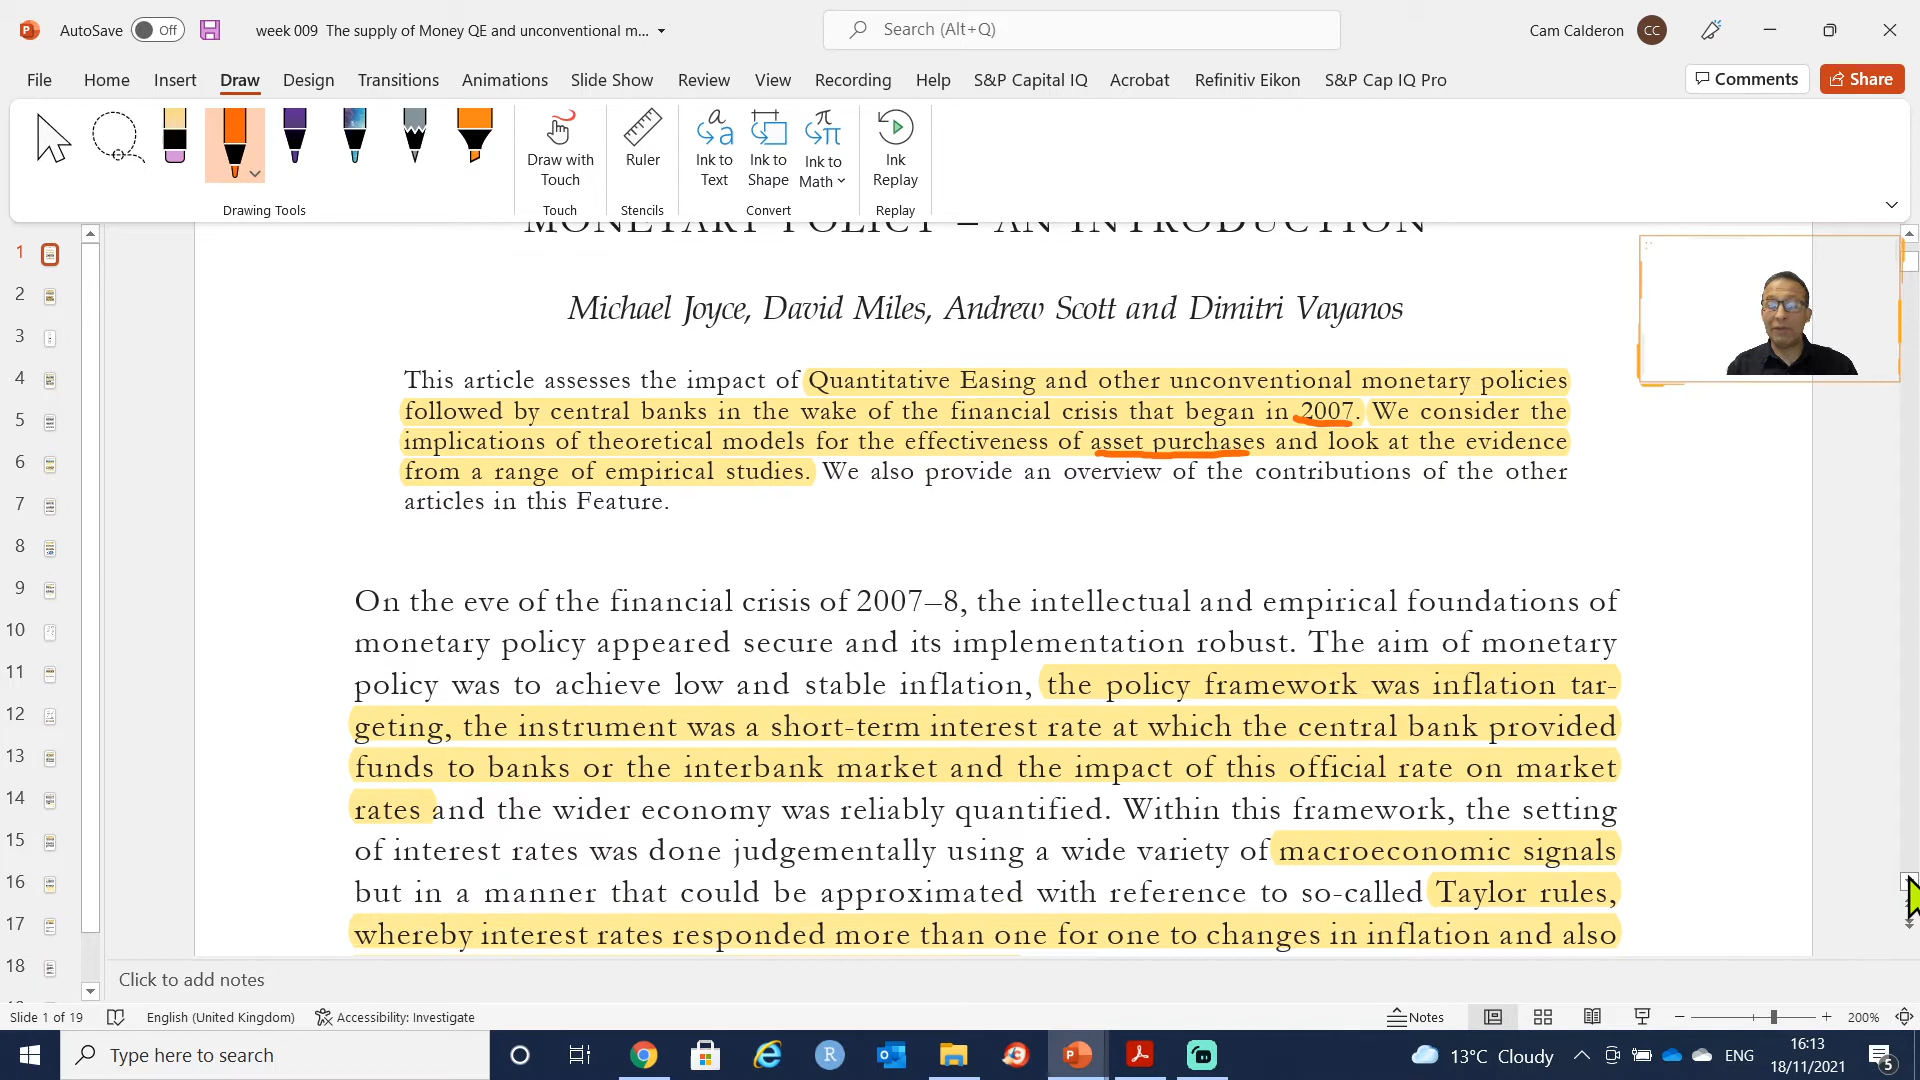 AutoSave Off week 009 The supply of Money QE and unconventional m... Search (Alt+Q) Cam Calderon CC
File Home Insert Draw Design Transitions Animations Slide Show Review View Recording Help S&P Capital IQ Acrobat Refinitiv Eikon S&P Cap IQ Pro Comments Share
Draw with Touch
Ruler
Ink to Text
Ink to Shape
Ink to Math
Ink Replay
Drawing Tools Touch Stencils Convert Replay
MONETARY POLICY – AN INTRODUCTION
Michael Joyce, David Miles, Andrew Scott and Dimitri Vayanos
This article assesses the impact of Quantitative Easing and other unconventional monetary policies
followed by central banks in the wake of the financial crisis that began in 2007. We consider the
implications of theoretical models for the effectiveness of asset purchases and look at the evidence
from a range of empirical studies. We also provide an overview of the contributions of the other
articles in this Feature.
On the eve of the financial crisis of 2007–8, the intellectual and empirical foundations of
monetary policy appeared secure and its implementation robust. The aim of monetary
policy was to achieve low and stable inflation, the policy framework was inflation tar-
geting, the instrument was a short-term interest rate at which the central bank provided
funds to banks or the interbank market and the impact of this official rate on market
rates and the wider economy was reliably quantified. Within this framework, the setting
of interest rates was done judgementally using a wide variety of macroeconomic signals
but in a manner that could be approximated with reference to so-called Taylor rules,
whereby interest rates responded more than one for one to changes in inflation and also
1
2
3
4
5
6
7
8
9
10
11
12
13
14
15
16
17
18
Click to add notes
Slide 1 of 19 English (United Kingdom) Accessibility: Investigate Notes 200%
Type here to search 13°C Cloudy ENG 16:13
18/11/2021 5